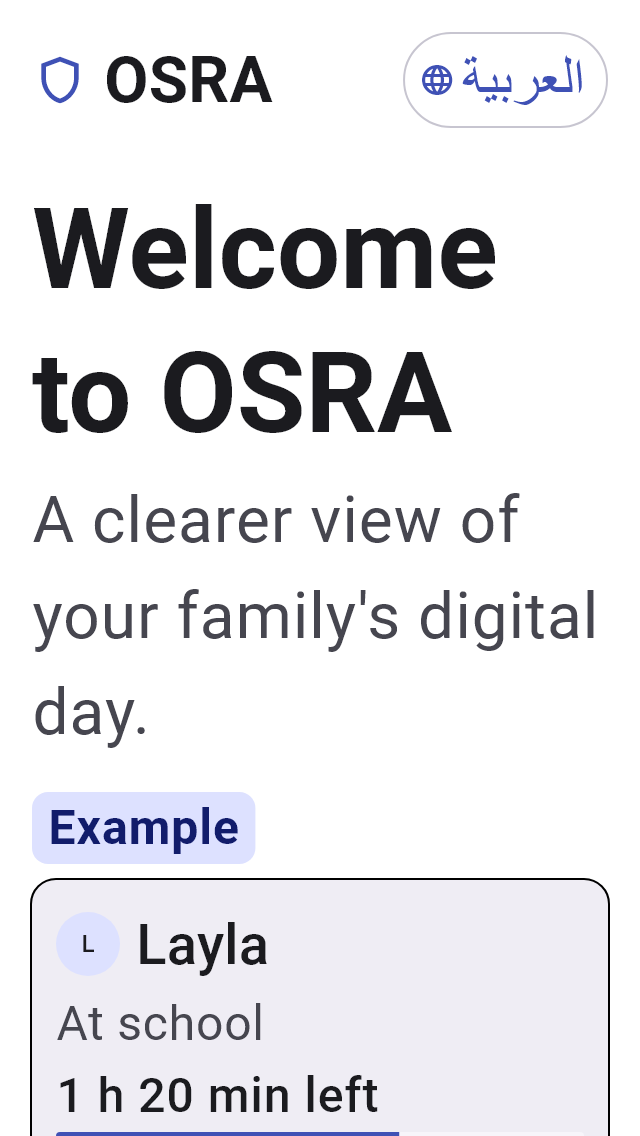 OSRA
العربية
Welcome
to OSRA
A clearer view of
your family's digital
day.
Example
L
Layla
At school
1 h 20 min left